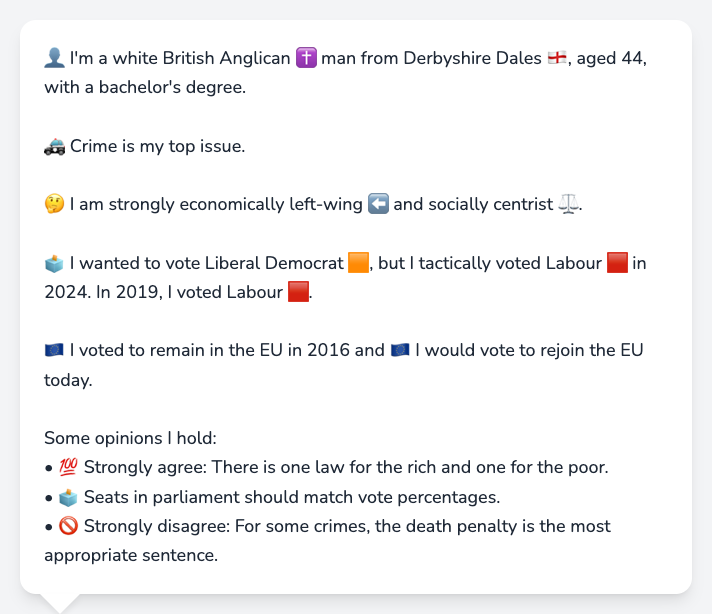 👤 I'm a white British Anglican ✝️ man from Derbyshire Dales 🏴󠁧󠁢󠁥󠁮󠁧󠁿, aged 44,
with a bachelor's degree.
🚓 Crime is my top issue.
🤔 I am strongly economically left-wing ⬅️ and socially centrist ⚖️.
🗳️ I wanted to vote Liberal Democrat 🟧, but I tactically voted Labour 🟥 in
2024. In 2019, I voted Labour 🟥.
🇪🇺 I voted to remain in the EU in 2016 and 🇪🇺 I would vote to rejoin the EU
today.
Some opinions I hold:
• 💯 Strongly agree: There is one law for the rich and one for the poor.
• 🗳️ Seats in parliament should match vote percentages.
• 🚫 Strongly disagree: For some crimes, the death penalty is the most
appropriate sentence.